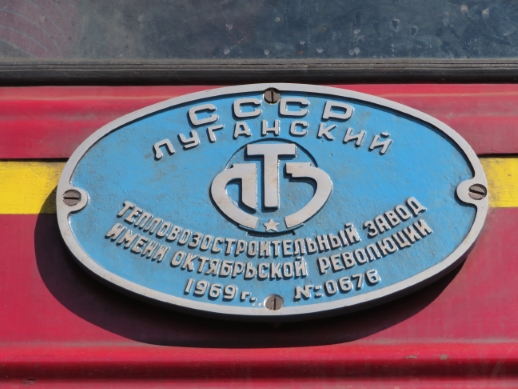 СССР
ЛУГАНСКИЙ
ЛТЗ
ТЕПЛОВОЗОСТРОИТЕЛЬНЫЙ ЗАВОД
ИМЕНИ ОКТЯБРЬСКОЙ РЕВОЛЮЦИИ
1969 г. №: 0676